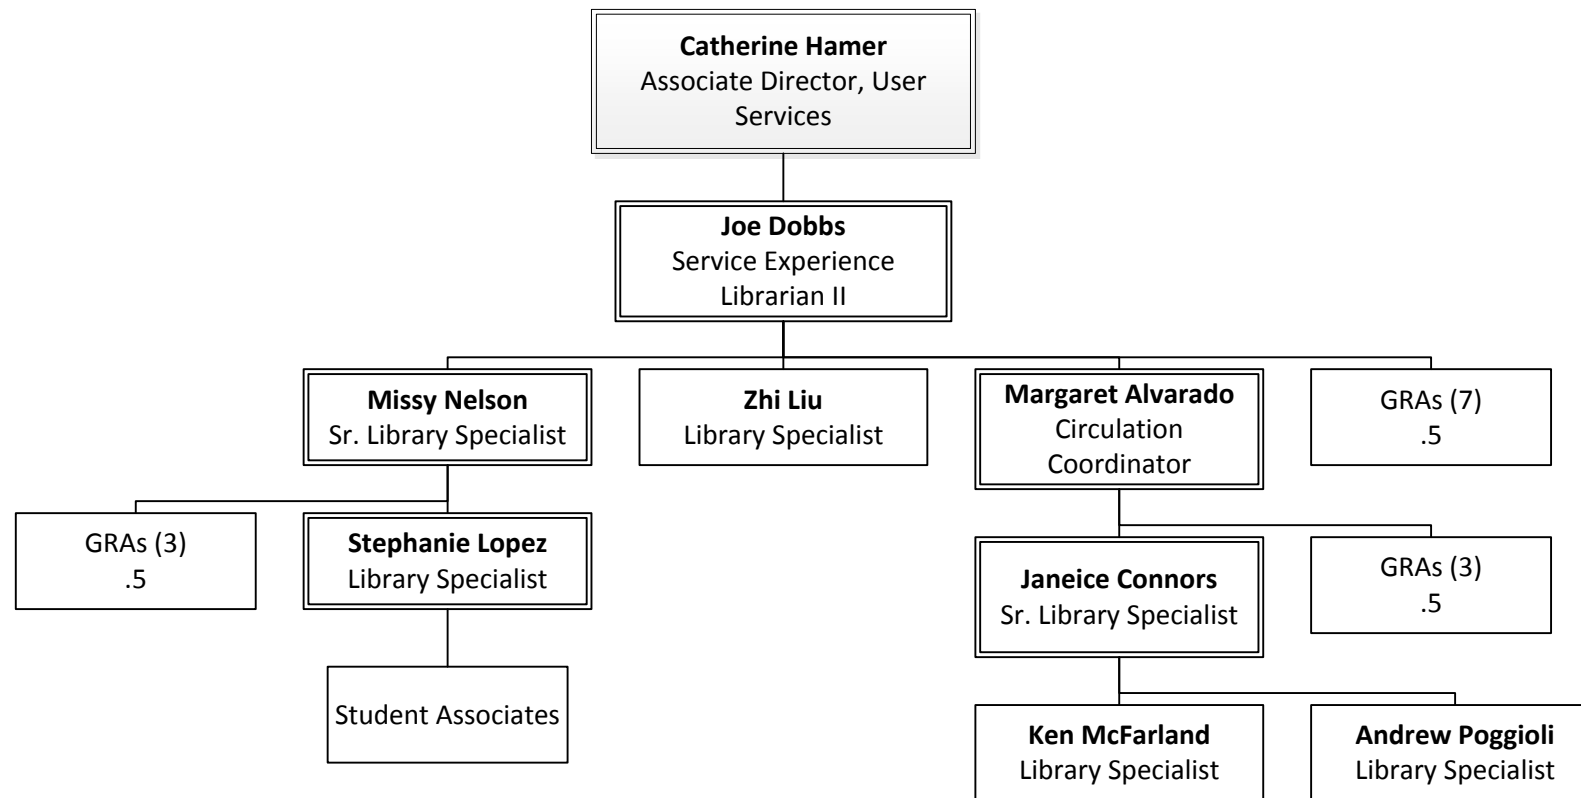 Catherine Hamer
Associate Director, User
Services
Joe Dobbs
Service Experience
Librarian II
Missy Nelson
Sr. Library Specialist
Zhi Liu
Library Specialist
Margaret Alvarado
Circulation
Coordinator
GRAs (7)
.5
GRAs (3)
.5
Stephanie Lopez
Library Specialist
Janeice Connors
Sr. Library Specialist
GRAs (3)
.5
Student Associates
Ken McFarland
Library Specialist
Andrew Poggioli
Library Specialist